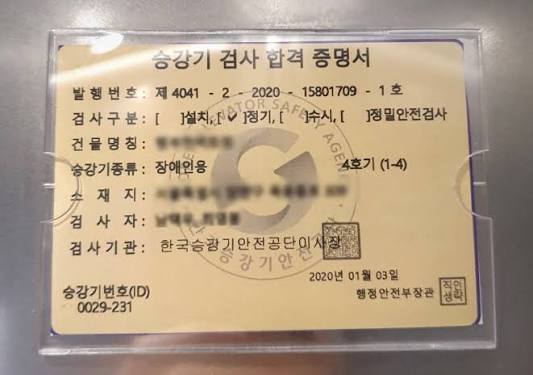 승강기 검사 합격 증명서
발 행 번 호 : 제 4041 - 2 - 2020 - 15801709 - 1 호
검 사 구 분 : [ ]설치, [✔]정기, [ ]수시, [ ]정밀안전검사
건 물 명 칭 :
승강기종류 : 장애인용 4호기 (1-4)
소 재 지 :
검 사 자 :
검 사 기 관 : 한국승강기안전공단이사장
2020년 01월 03일
행정안전부장관 직인생략
승강기번호(ID)
0029-231